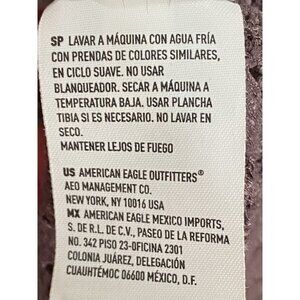 SP LAVAR A MÁQUINA CON AGUA FRÍA
CON PRENDAS DE COLORES SIMILARES,
EN CICLO SUAVE. NO USAR
BLANQUEADOR. SECAR A MÁQUINA A
TEMPERATURA BAJA. USAR PLANCHA
TIBIA SI ES NECESARIO. NO LAVAR EN
SECO.
MANTENER LEJOS DE FUEGO
US AMERICAN EAGLE OUTFITTERS®
AEO MANAGEMENT CO.
NEW YORK, NY 10016 USA
MX AMERICAN EAGLE MEXICO IMPORTS,
S. DE R.L. DE C.V., PASEO DE LA REFORMA
NO. 342 PISO 23-OFICINA 2301
COLONIA JUÁREZ, DELEGACIÓN
CUAUHTÉMOC 06600 MÉXICO, D.F.